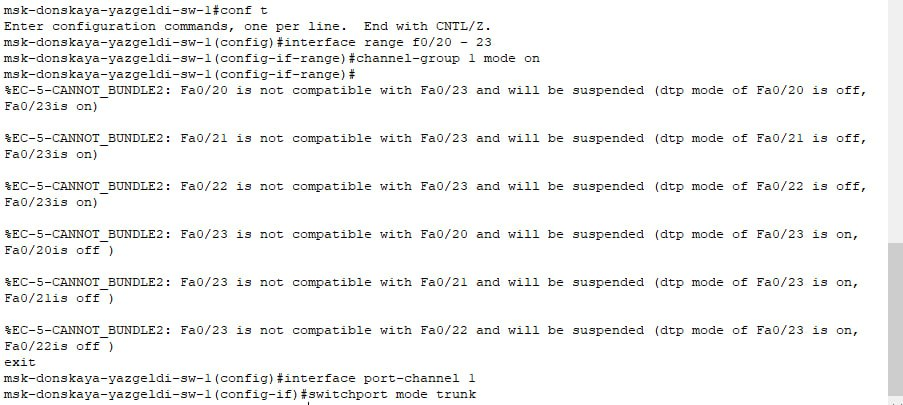 msk-donskaya-yazgeldi-sw-1#conf t
Enter configuration commands, one per line.  End with CNTL/Z.
msk-donskaya-yazgeldi-sw-1(config)#interface range f0/20 - 23
msk-donskaya-yazgeldi-sw-1(config-if-range)#channel-group 1 mode on
msk-donskaya-yazgeldi-sw-1(config-if-range)#
%EC-5-CANNOT_BUNDLE2: Fa0/20 is not compatible with Fa0/23 and will be suspended (dtp mode of Fa0/20 is off,
Fa0/23is on)
%EC-5-CANNOT_BUNDLE2: Fa0/21 is not compatible with Fa0/23 and will be suspended (dtp mode of Fa0/21 is off,
Fa0/23is on)
%EC-5-CANNOT_BUNDLE2: Fa0/22 is not compatible with Fa0/23 and will be suspended (dtp mode of Fa0/22 is off,
Fa0/23is on)
%EC-5-CANNOT_BUNDLE2: Fa0/23 is not compatible with Fa0/20 and will be suspended (dtp mode of Fa0/23 is on,
Fa0/20is off )
%EC-5-CANNOT_BUNDLE2: Fa0/23 is not compatible with Fa0/21 and will be suspended (dtp mode of Fa0/23 is on,
Fa0/21is off )
%EC-5-CANNOT_BUNDLE2: Fa0/23 is not compatible with Fa0/22 and will be suspended (dtp mode of Fa0/23 is on,
Fa0/22is off )
exit
msk-donskaya-yazgeldi-sw-1(config)#interface port-channel 1
msk-donskaya-yazgeldi-sw-1(config-if)#switchport mode trunk